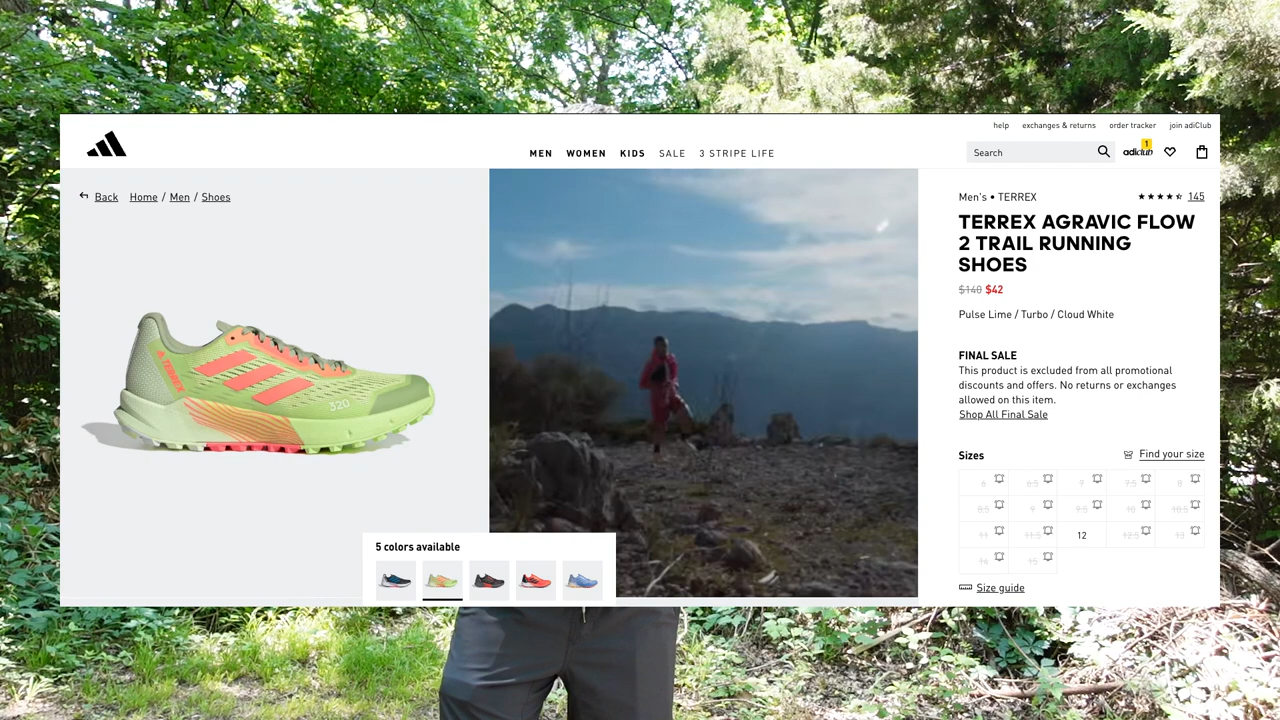 help exchanges & returns order tracker join adiClub
MEN WOMEN KIDS SALE 3 STRIPE LIFE
Search
adiclub 1
Back Home / Men / Shoes
Men's • TERREX
145
TERREX AGRAVIC FLOW
2 TRAIL RUNNING
SHOES
$140 $42
Pulse Lime / Turbo / Cloud White
FINAL SALE
This product is excluded from all promotional
discounts and offers. No returns or exchanges
allowed on this item.
Shop All Final Sale
Sizes
Find your size
6 6.5 7 7.5 8
8.5 9 9.5 10 10.5
11 11.5 12 12.5 13
14 15
Size guide
TERREX
320
5 colors available